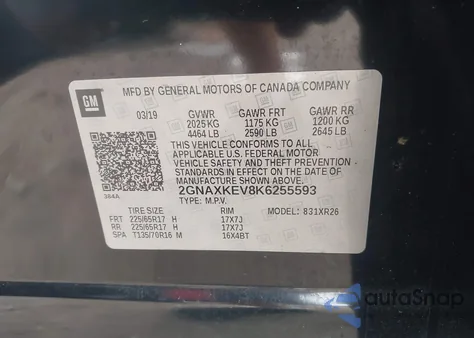 GM
MFD BY GENERAL MOTORS OF CANADA COMPANY
03/19 GVWR GAWR FRT GAWR RR
2025 KG 1175 KG 1200 KG
4464 LB 2590 LB 2645 LB
THIS VEHICLE CONFORMS TO ALL
APPLICABLE U.S. FEDERAL MOTOR
VEHICLE SAFETY AND THEFT PREVENTION
STANDARDS IN EFFECT ON THE DATE OF
MANUFACTURE SHOWN ABOVE.
384A 2GNAXKEV8K6255593
TYPE: M.P.V.
TIRE SIZE RIM MODEL: 831XR26
FRT 225/65R17 H 17X7J
RR 225/65R17 H 17X7J
SPA T135/70R16 M 16X4BT
autoSnap